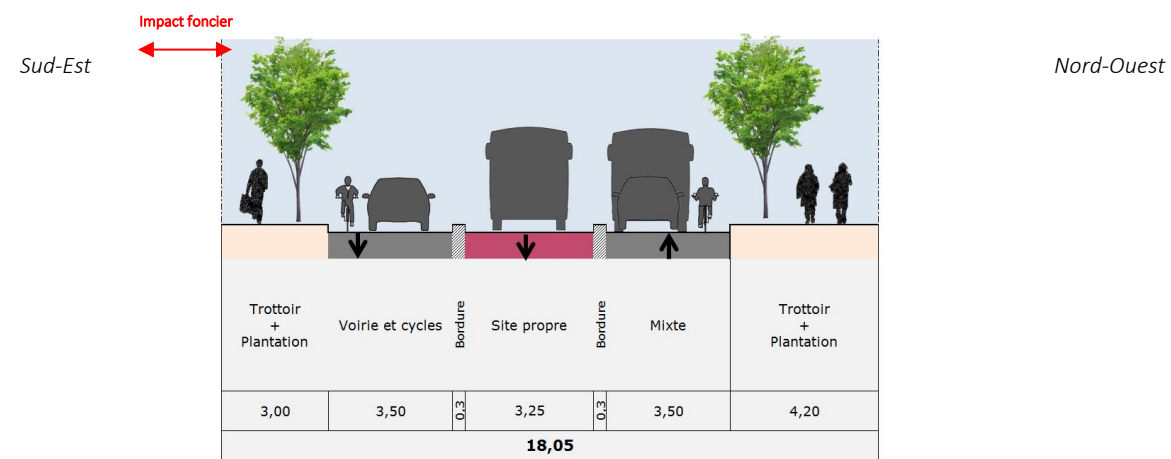 Impact foncier
Sud-Est
Nord-Ouest
Trottoir
+
Plantation
Voirie et cycles
Bordure
Site propre
Bordure
Mixte
Trottoir
+
Plantation
3,00
3,50
0,3
3,25
0,3
3,50
4,20
18,05